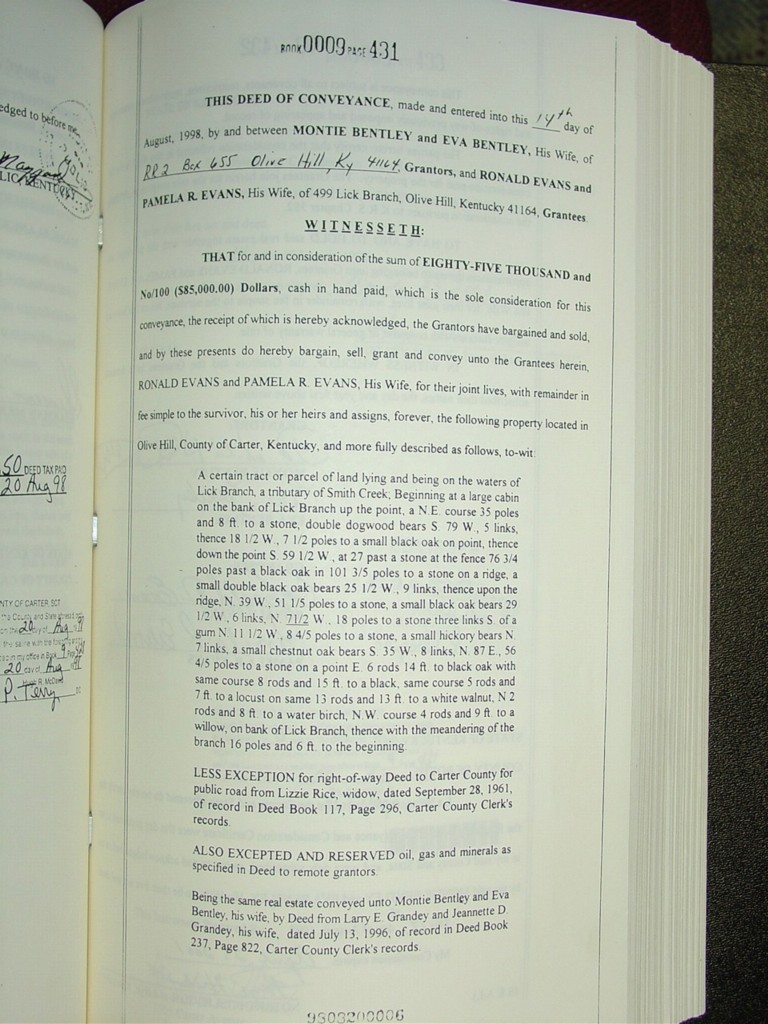 BOOK 0009 PAGE 431
THIS DEED OF CONVEYANCE, made and entered into this 14th day of
August, 1998, by and between MONTIE BENTLEY and EVA BENTLEY, His Wife, of
RR 2 Box 655 Olive Hill, Ky 41164, Grantors, and RONALD EVANS and
PAMELA R. EVANS, His Wife, of 499 Lick Branch, Olive Hill, Kentucky 41164, Grantees.
WITNESSETH:
THAT for and in consideration of the sum of EIGHTY-FIVE THOUSAND and
No/100 ($85,000.00) Dollars, cash in hand paid, which is the sole consideration for this
conveyance, the receipt of which is hereby acknowledged, the Grantors have bargained and sold,
and by these presents do hereby bargain, sell, grant and convey unto the Grantees herein,
RONALD EVANS and PAMELA R. EVANS, His Wife, for their joint lives, with remainder in
fee simple to the survivor, his or her heirs and assigns, forever, the following property located in
Olive Hill, County of Carter, Kentucky, and more fully described as follows, to-wit:
A certain tract or parcel of land lying and being on the waters of
Lick Branch, a tributary of Smith Creek; Beginning at a large cabin
on the bank of Lick Branch up the point, a N.E. course 35 poles
and 8 ft. to a stone, double dogwood bears S. 79 W., 5 links,
thence 18 1/2 W., 7 1/2 poles to a small black oak on point, thence
down the point S. 59 1/2 W., at 27 past a stone at the fence 76 3/4
poles past a black oak in 101 3/5 poles to a stone on a ridge, a
small double black oak bears 25 1/2 W., 9 links, thence upon the
ridge, N. 39 W., 51 1/5 poles to a stone, a small black oak bears 29
1/2 W., 6 links, N. 71/2 W., 18 poles to a stone three links S. of a
gum N. 11 1/2 W., 8 4/5 poles to a stone, a small hickory bears N.
7 links, a small chestnut oak bears S. 35 W., 8 links, N. 87 E., 56
4/5 poles to a stone on a point E. 6 rods 14 ft. to black oak with
same course 8 rods and 15 ft. to a black, same course 5 rods and
7 ft. to a locust on same 13 rods and 13 ft. to a white walnut, N.2
rods and 8 ft. to a water birch, N.W. course 4 rods and 9 ft. to a
willow, on bank of Lick Branch, thence with the meandering of the
branch 16 poles and 6 ft. to the beginning.
LESS EXCEPTION for right-of-way Deed to Carter County for
public road from Lizzie Rice, widow, dated September 28, 1961,
of record in Deed Book 117, Page 296, Carter County Clerk's
records.
ALSO EXCEPTED AND RESERVED oil, gas and minerals as
specified in Deed to remote grantors.
Being the same real estate conveyed unto Montie Bentley and Eva
Bentley, his wife, by Deed from Larry E. Grandey and Jeannette D.
Grandey, his wife, dated July 13, 1996, of record in Deed Book
237, Page 822, Carter County Clerk's records.
9808200006
edged to before me
LIC, KENTUCKY
50 DEED TAX PAID
20 Aug 98
NTY OF CARTER, SCT
on the 20 day of Aug
20 day of Aug
P. Terry